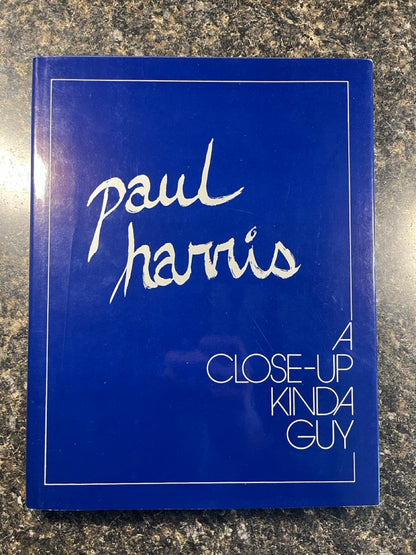 paul
harris
A
CLOSE-UP
KINDA
GUY